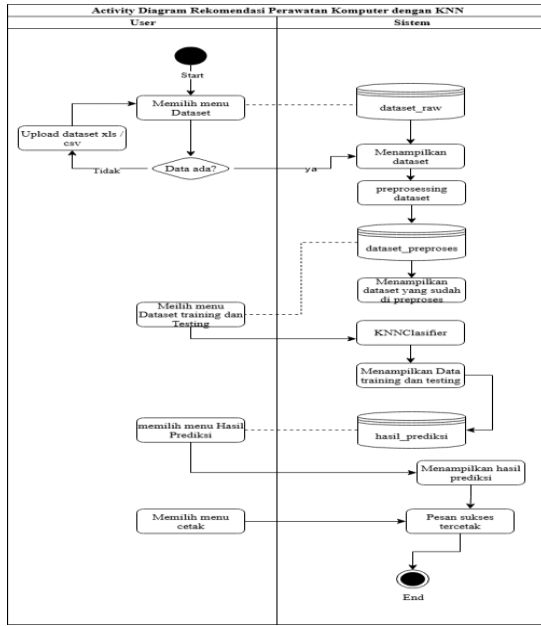 Activity Diagram Rekomendasi Perawatan Komputer dengan KNN
User
Sistem
Start
Memilih menu
Dataset
dataset_raw
Upload dataset xls /
csv
Data ada?
Tidak
ya
Menampilkan
dataset
preprosessing
dataset
dataset_preproses
Menampilkan
dataset yang sudah
di preproses
Meilih menu
Dataset training dan
Testing
KNNClasifier
Menampilkan Data
training dan testing
memilih menu Hasil
Prediksi
hasil_prediksi
Menampilkan hasil
prediksi
Memilih menu
cetak
Pesan sukses
tercetak
End